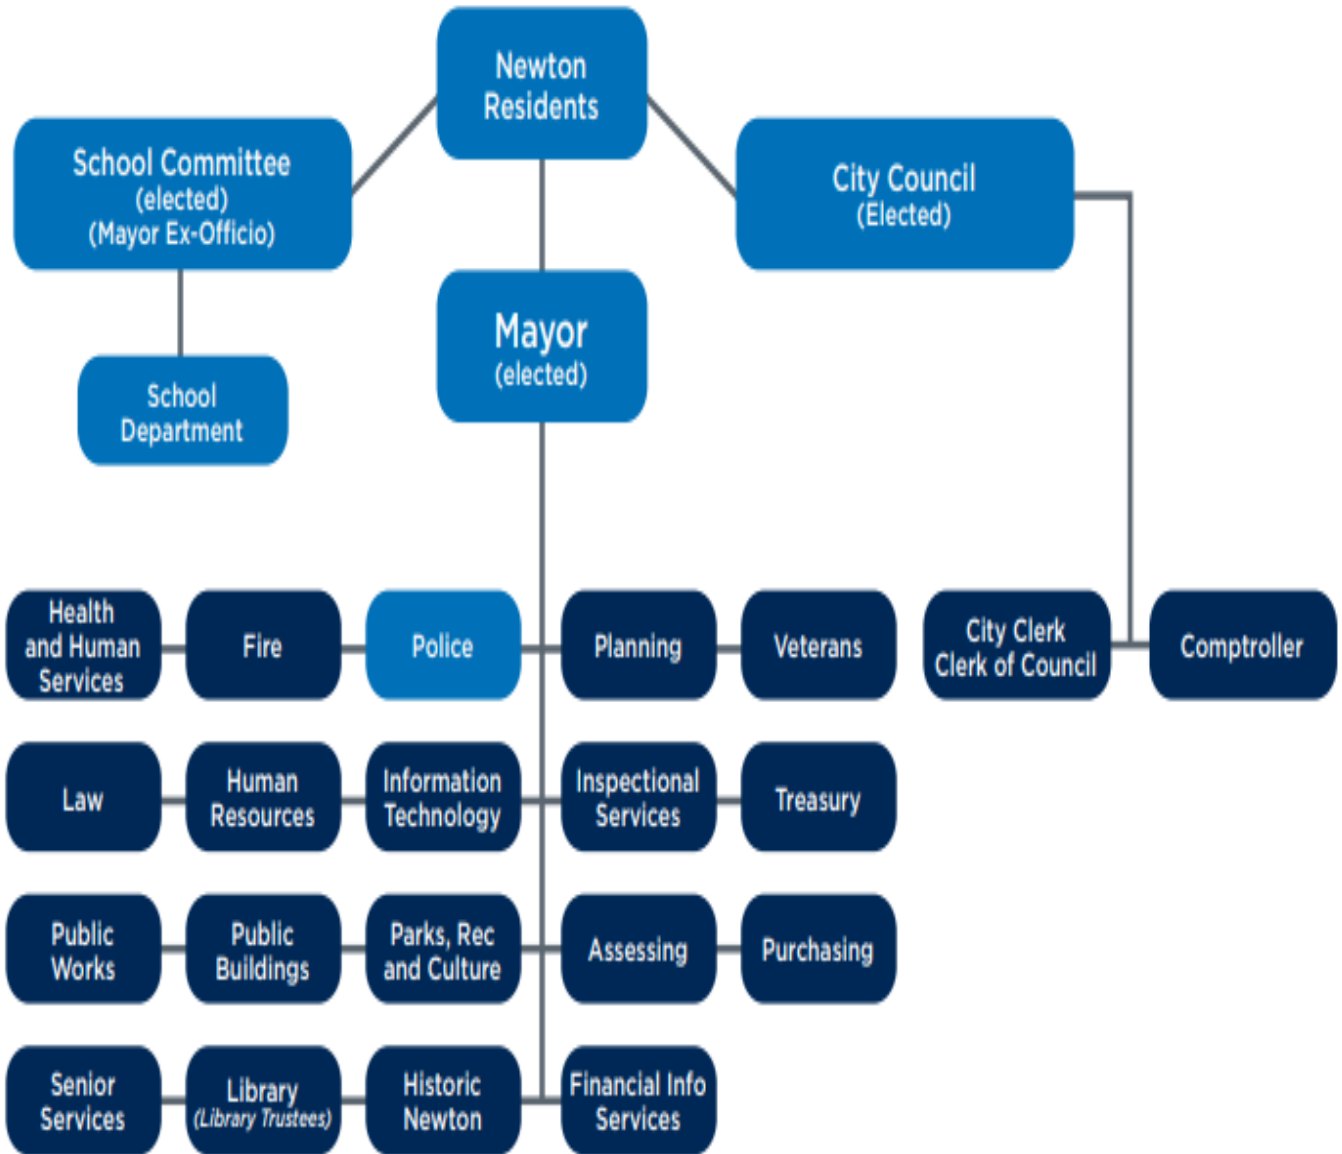 Newton
Residents
School Committee
(elected)
(Mayor Ex-Officio)
City Council
(Elected)
Mayor
(elected)
School
Department
Health
and Human
Services
Fire
Police
Planning
Veterans
City Clerk
Clerk of Council
Comptroller
Law
Human
Resources
Information
Technology
Inspectional
Services
Treasury
Public
Works
Public
Buildings
Parks, Rec
and Culture
Assessing
Purchasing
Senior
Services
Library
(Library Trustees)
Historic
Newton
Financial Info
Services